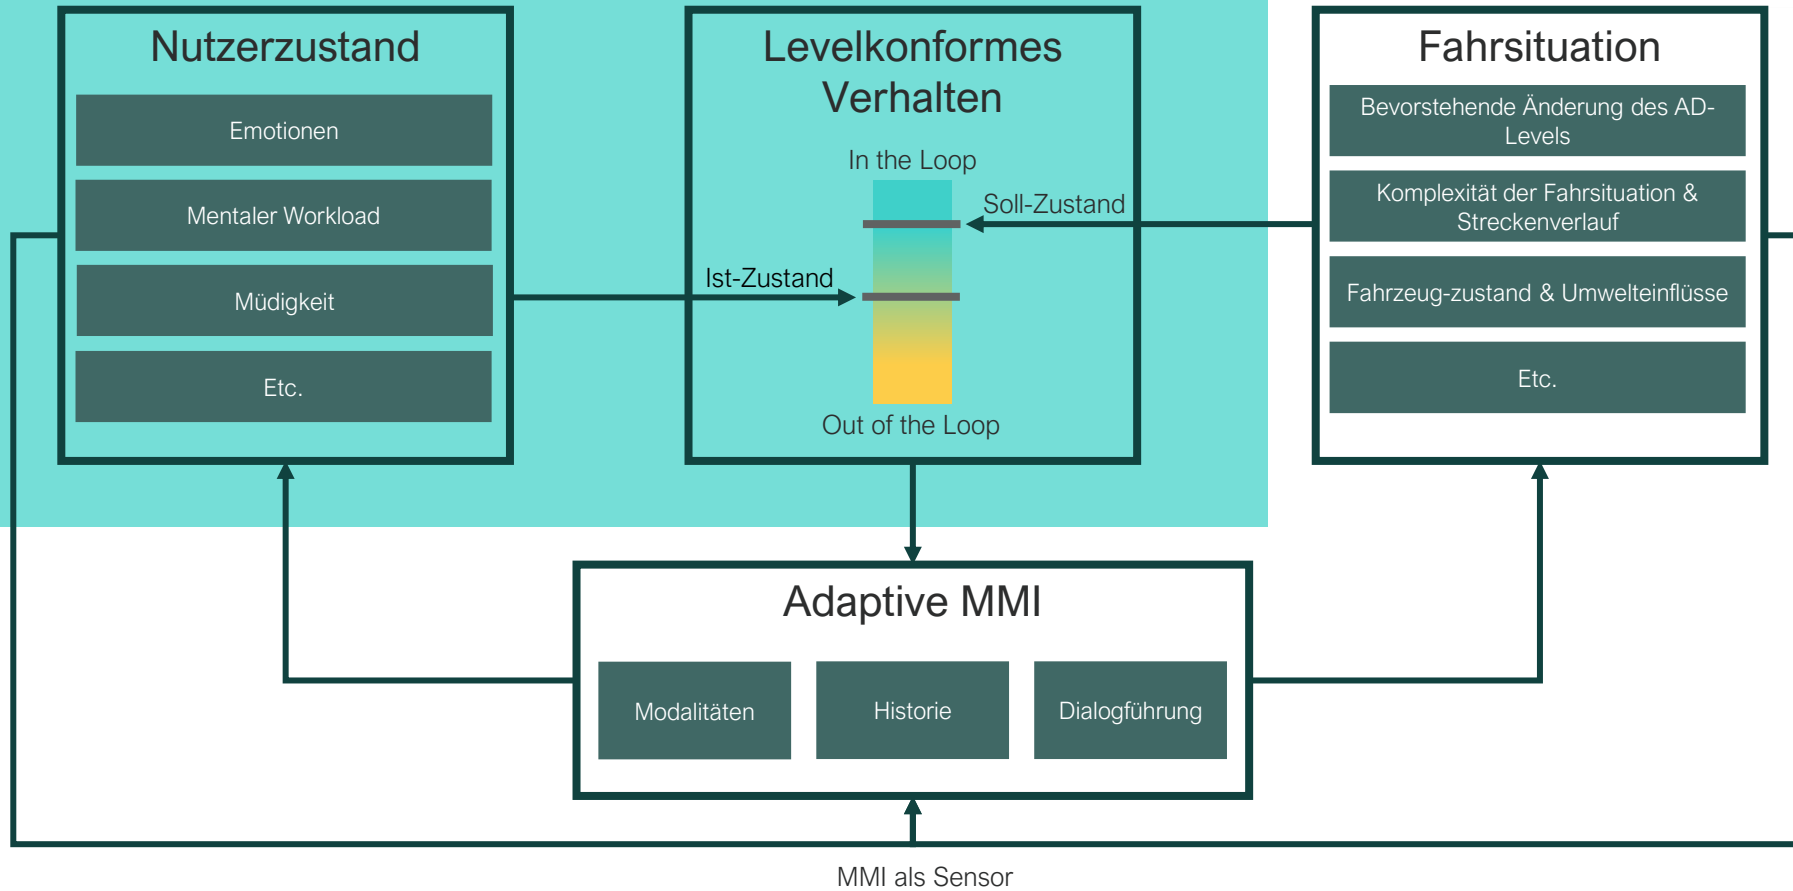 Nutzerzustand
Emotionen
Mentaler Workload
Müdigkeit
Etc.
Levelkonformes
Verhalten
In the Loop
Soll-Zustand
Ist-Zustand
Out of the Loop
Fahrsituation
Bevorstehende Änderung des AD-
Levels
Komplexität der Fahrsituation &
Streckenverlauf
Fahrzeug-zustand & Umwelteinflüsse
Etc.
Adaptive MMI
Modalitäten
Historie
Dialogführung
MMI als Sensor